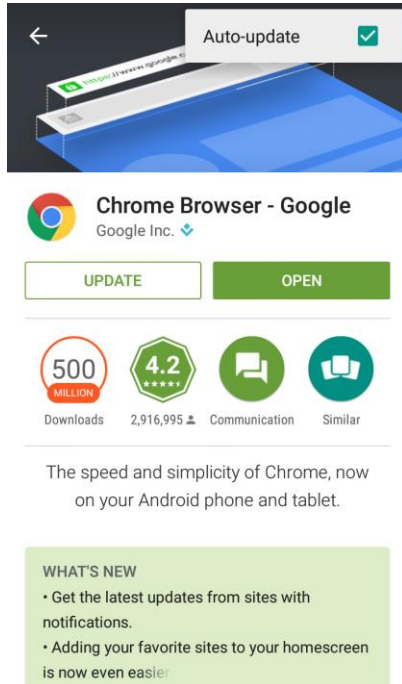 Auto-update
https://www.google.c
Chrome Browser - Google
Google Inc.
UPDATE
OPEN
500
MILLION
Downloads
4.2
2,916,995
Communication
Similar
The speed and simplicity of Chrome, now
on your Android phone and tablet.
WHAT'S NEW
• Get the latest updates from sites with
notifications.
• Adding your favorite sites to your homescreen
is now even easier